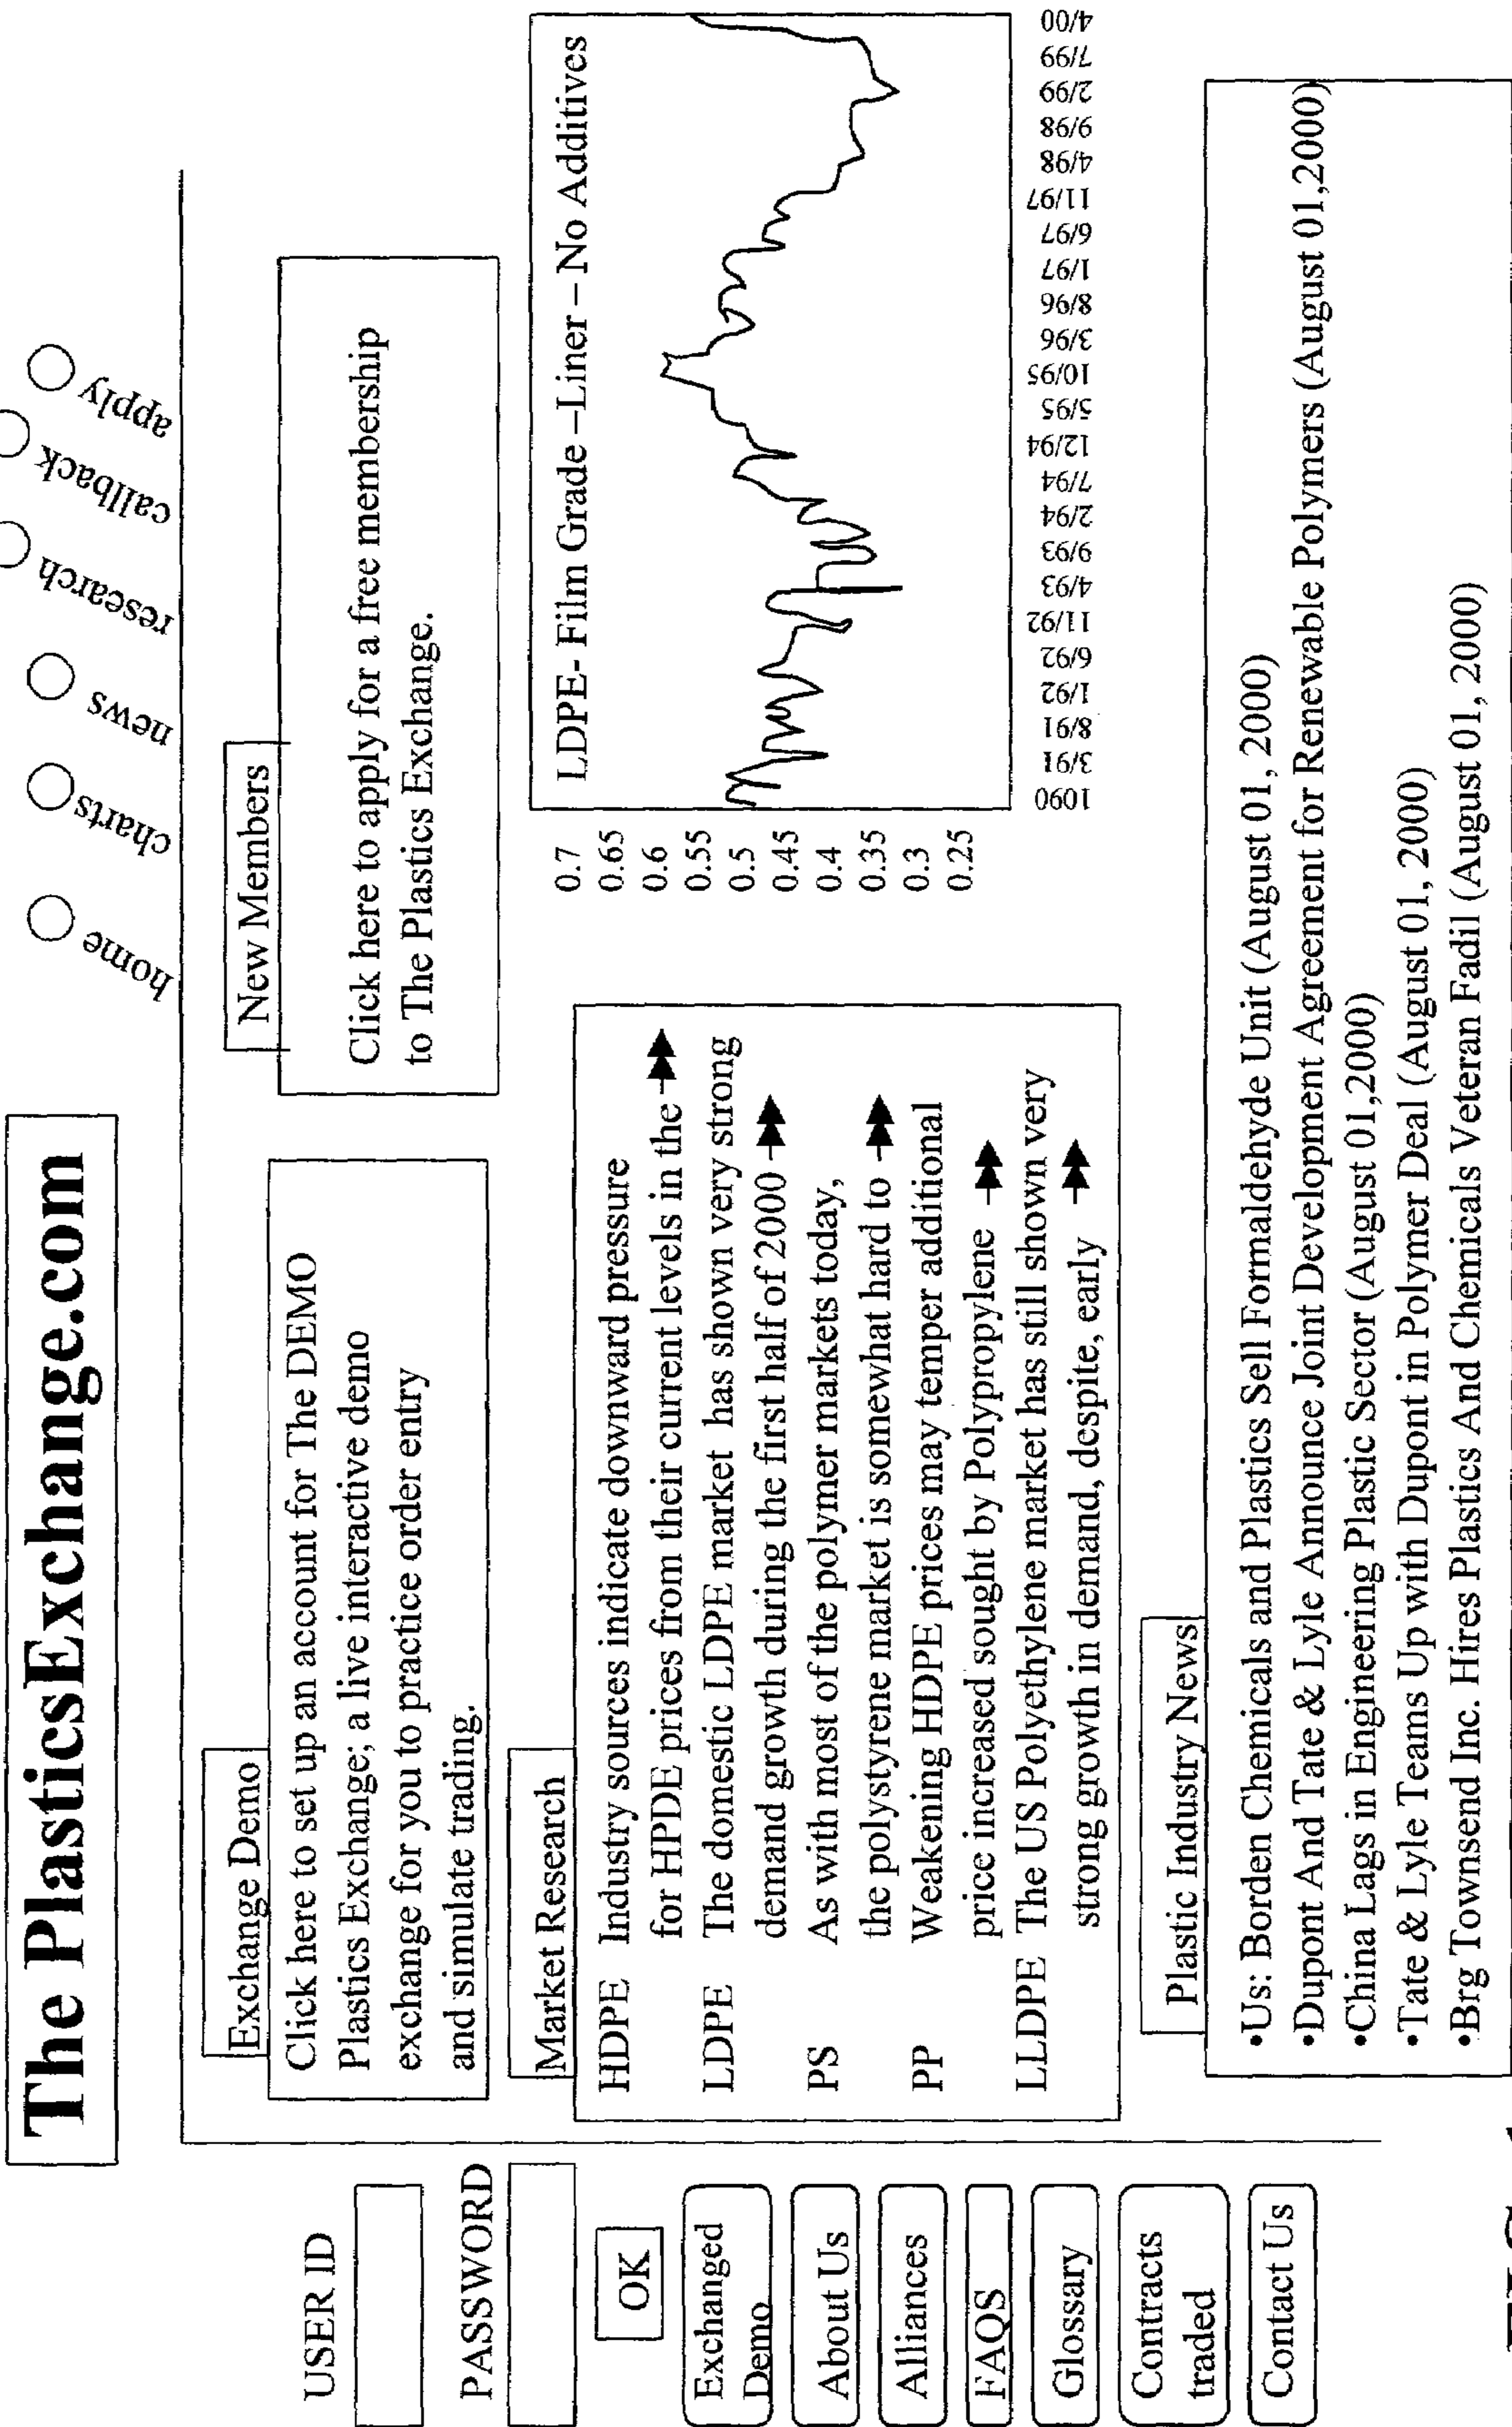 The PlasticsExchange.com
home
charts
news
research
callback
apply
USER ID
PASSWORD
OK
Exchanged
Demo
About Us
Alliances
FAQS
Glossary
Contracts
traded
Contact Us
Exchange Demo
Click here to set up an account for The DEMO
Plastics Exchange; a live interactive demo
exchange for you to practice order entry
and simulate trading.
New Members
Click here to apply for a free membership
to The Plastics Exchange.
Market Research
HDPE Industry sources indicate downward pressure
for HPDE prices from their current levels in the
LDPE The domestic LDPE market has shown very strong
demand growth during the first half of 2000
PS As with most of the polymer markets today,
the polystyrene market is somewhat hard to
PP Weakening HDPE prices may temper additional
price increased sought by Polypropylene
LLDPE The US Polyethylene market has still shown very
strong growth in demand, despite, early
LDPE- Film Grade –Liner – No Additives
0.7
0.65
0.6
0.55
0.5
0.45
0.4
0.35
0.3
0.25
1090 3/91 8/91 1/92 6/92 11/92 4/93 9/93 2/94 7/94 12/94 5/95 10/95 3/96 8/96 1/97 6/97 11/97 4/98 9/98 2/99 7/99 4/00
Plastic Industry News
•Us: Borden Chemicals and Plastics Sell Formaldehyde Unit (August 01, 2000)
•Dupont And Tate & Lyle Announce Joint Development Agreement for Renewable Polymers (August 01,2000)
•China Lags in Engineering Plastic Sector (August 01,2000)
•Tate & Lyle Teams Up with Dupont in Polymer Deal (August 01, 2000)
•Brg Townsend Inc. Hires Plastics And Chemicals Veteran Fadil (August 01, 2000)